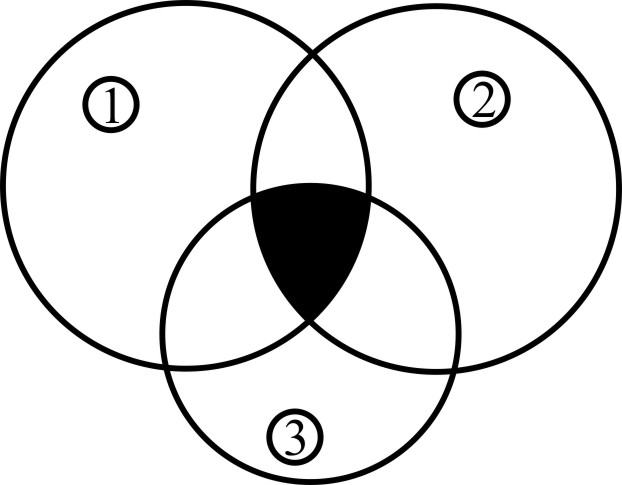 ①
②
③